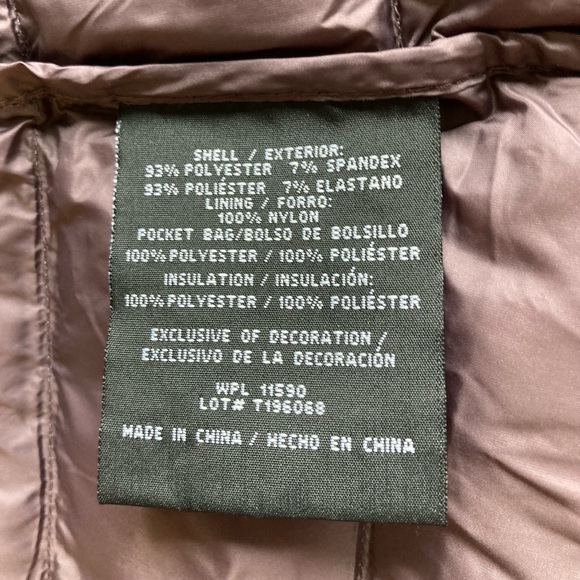 SHELL / EXTERIOR:
93% POLYESTER 7% SPANDEX
93% POLIÉSTER 7% ELASTANO
LINING / FORRO:
100% NYLON
POCKET BAG/BOLSO DE BOLSILLO
100% POLYESTER / 100% POLIÉSTER
INSULATION / INSULACIÓN:
100% POLYESTER / 100% POLIÉSTER
EXCLUSIVE OF DECORATION /
EXCLUSIVO DE LA DECORACIÓN
WPL 11590
LOT# T196068
MADE IN CHINA / HECHO EN CHINA